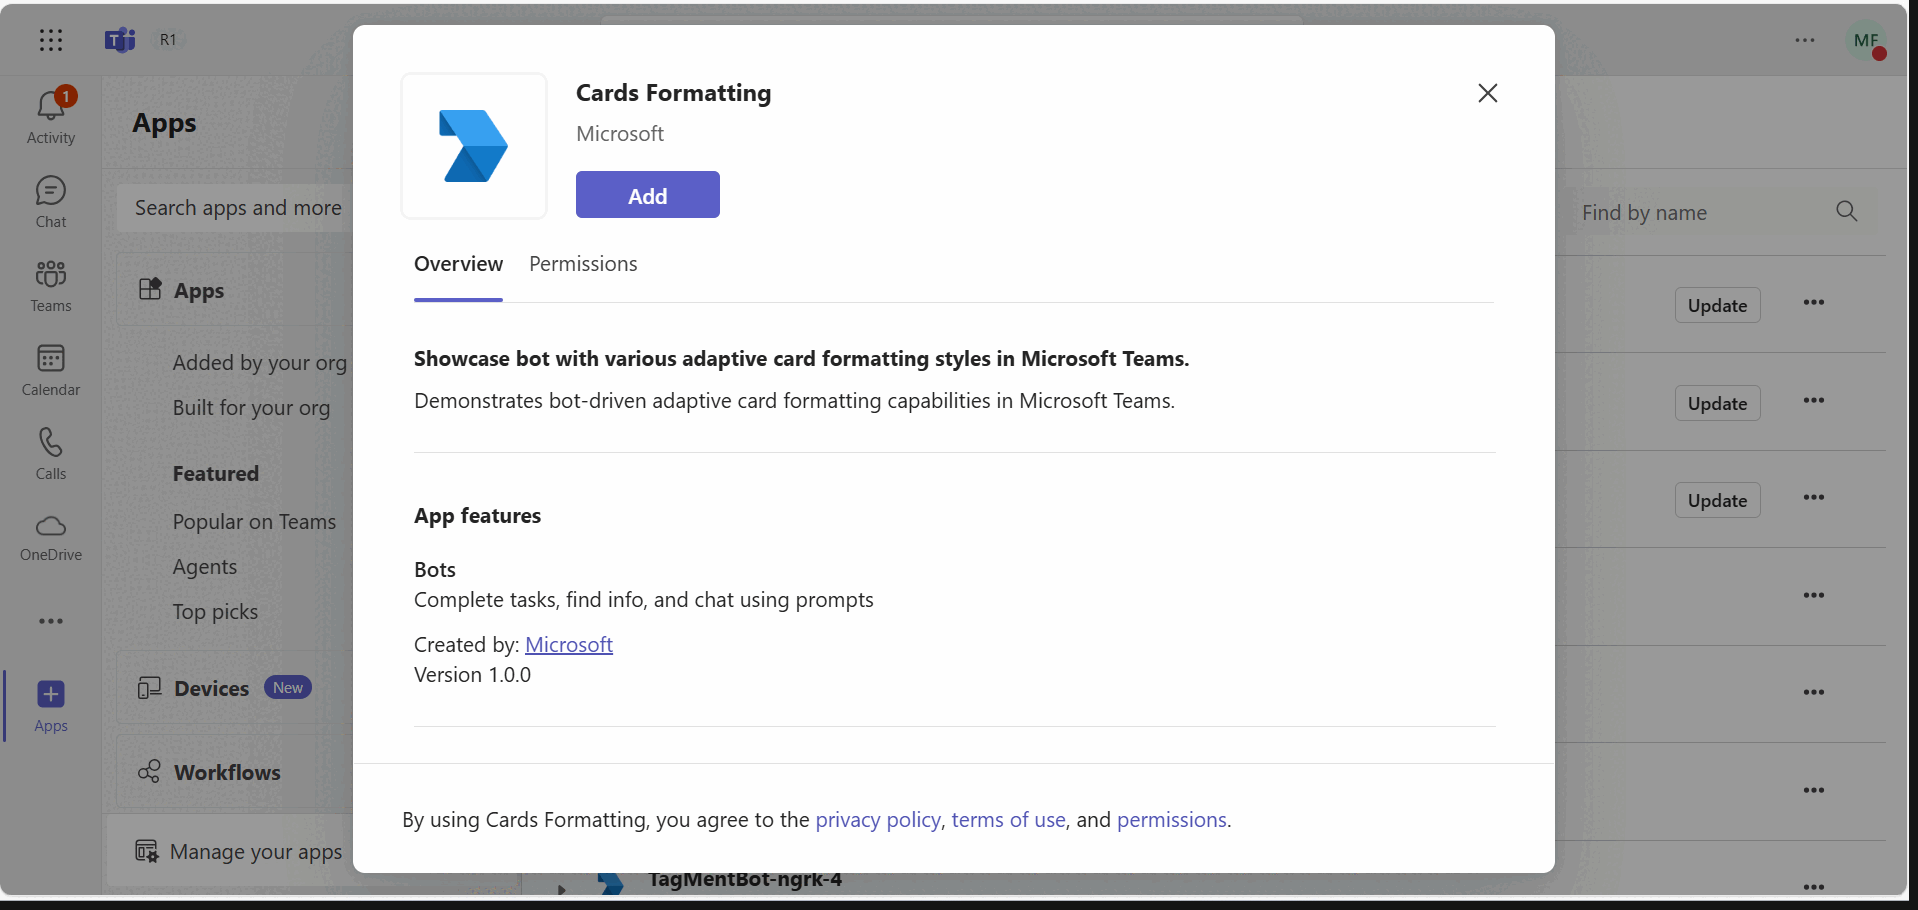 R1
MF
1
Activity
Chat
Teams
Calendar
Calls
OneDrive
Apps
Apps
Search apps and more
Apps
Added by your org
Built for your org
Featured
Popular on Teams
Agents
Top picks
Devices New
Workflows
Manage your apps
Cards Formatting
Microsoft
Add
Overview Permissions
Showcase bot with various adaptive card formatting styles in Microsoft Teams.
Demonstrates bot-driven adaptive card formatting capabilities in Microsoft Teams.
App features
Bots
Complete tasks, find info, and chat using prompts
Created by: Microsoft
Version 1.0.0
By using Cards Formatting, you agree to the privacy policy, terms of use, and permissions.
Find by name
Update
Update
Update
TagMentBot-ngrk-4